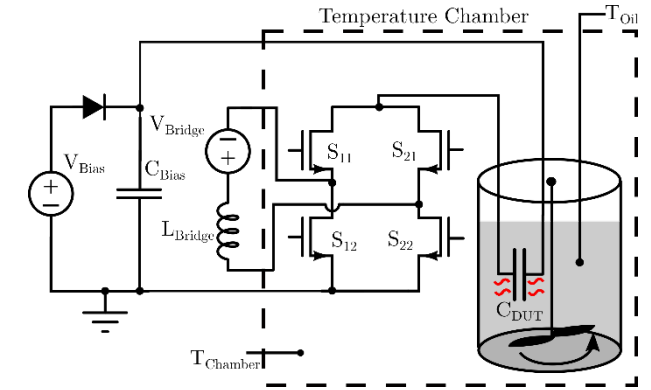 Temperature Chamber
T_Oil
V_Bridge
−
+
V_Bias
+
−
C_Bias
L_Bridge
S_11
S_21
S_12
S_22
C_DUT
T_Chamber